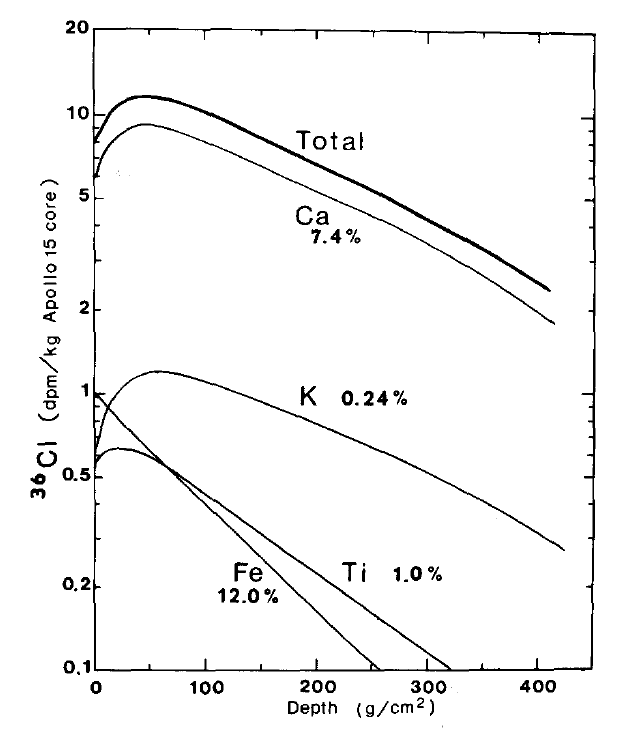 20
10
5
2
1
0.5
0.2
0.1
³⁶Cl (dpm/kg Apollo 15 core)
Total
Ca
7.4%
K 0.24%
Fe
12.0%
Ti 1.0%
0 100 200 300 400
Depth (g/cm²)